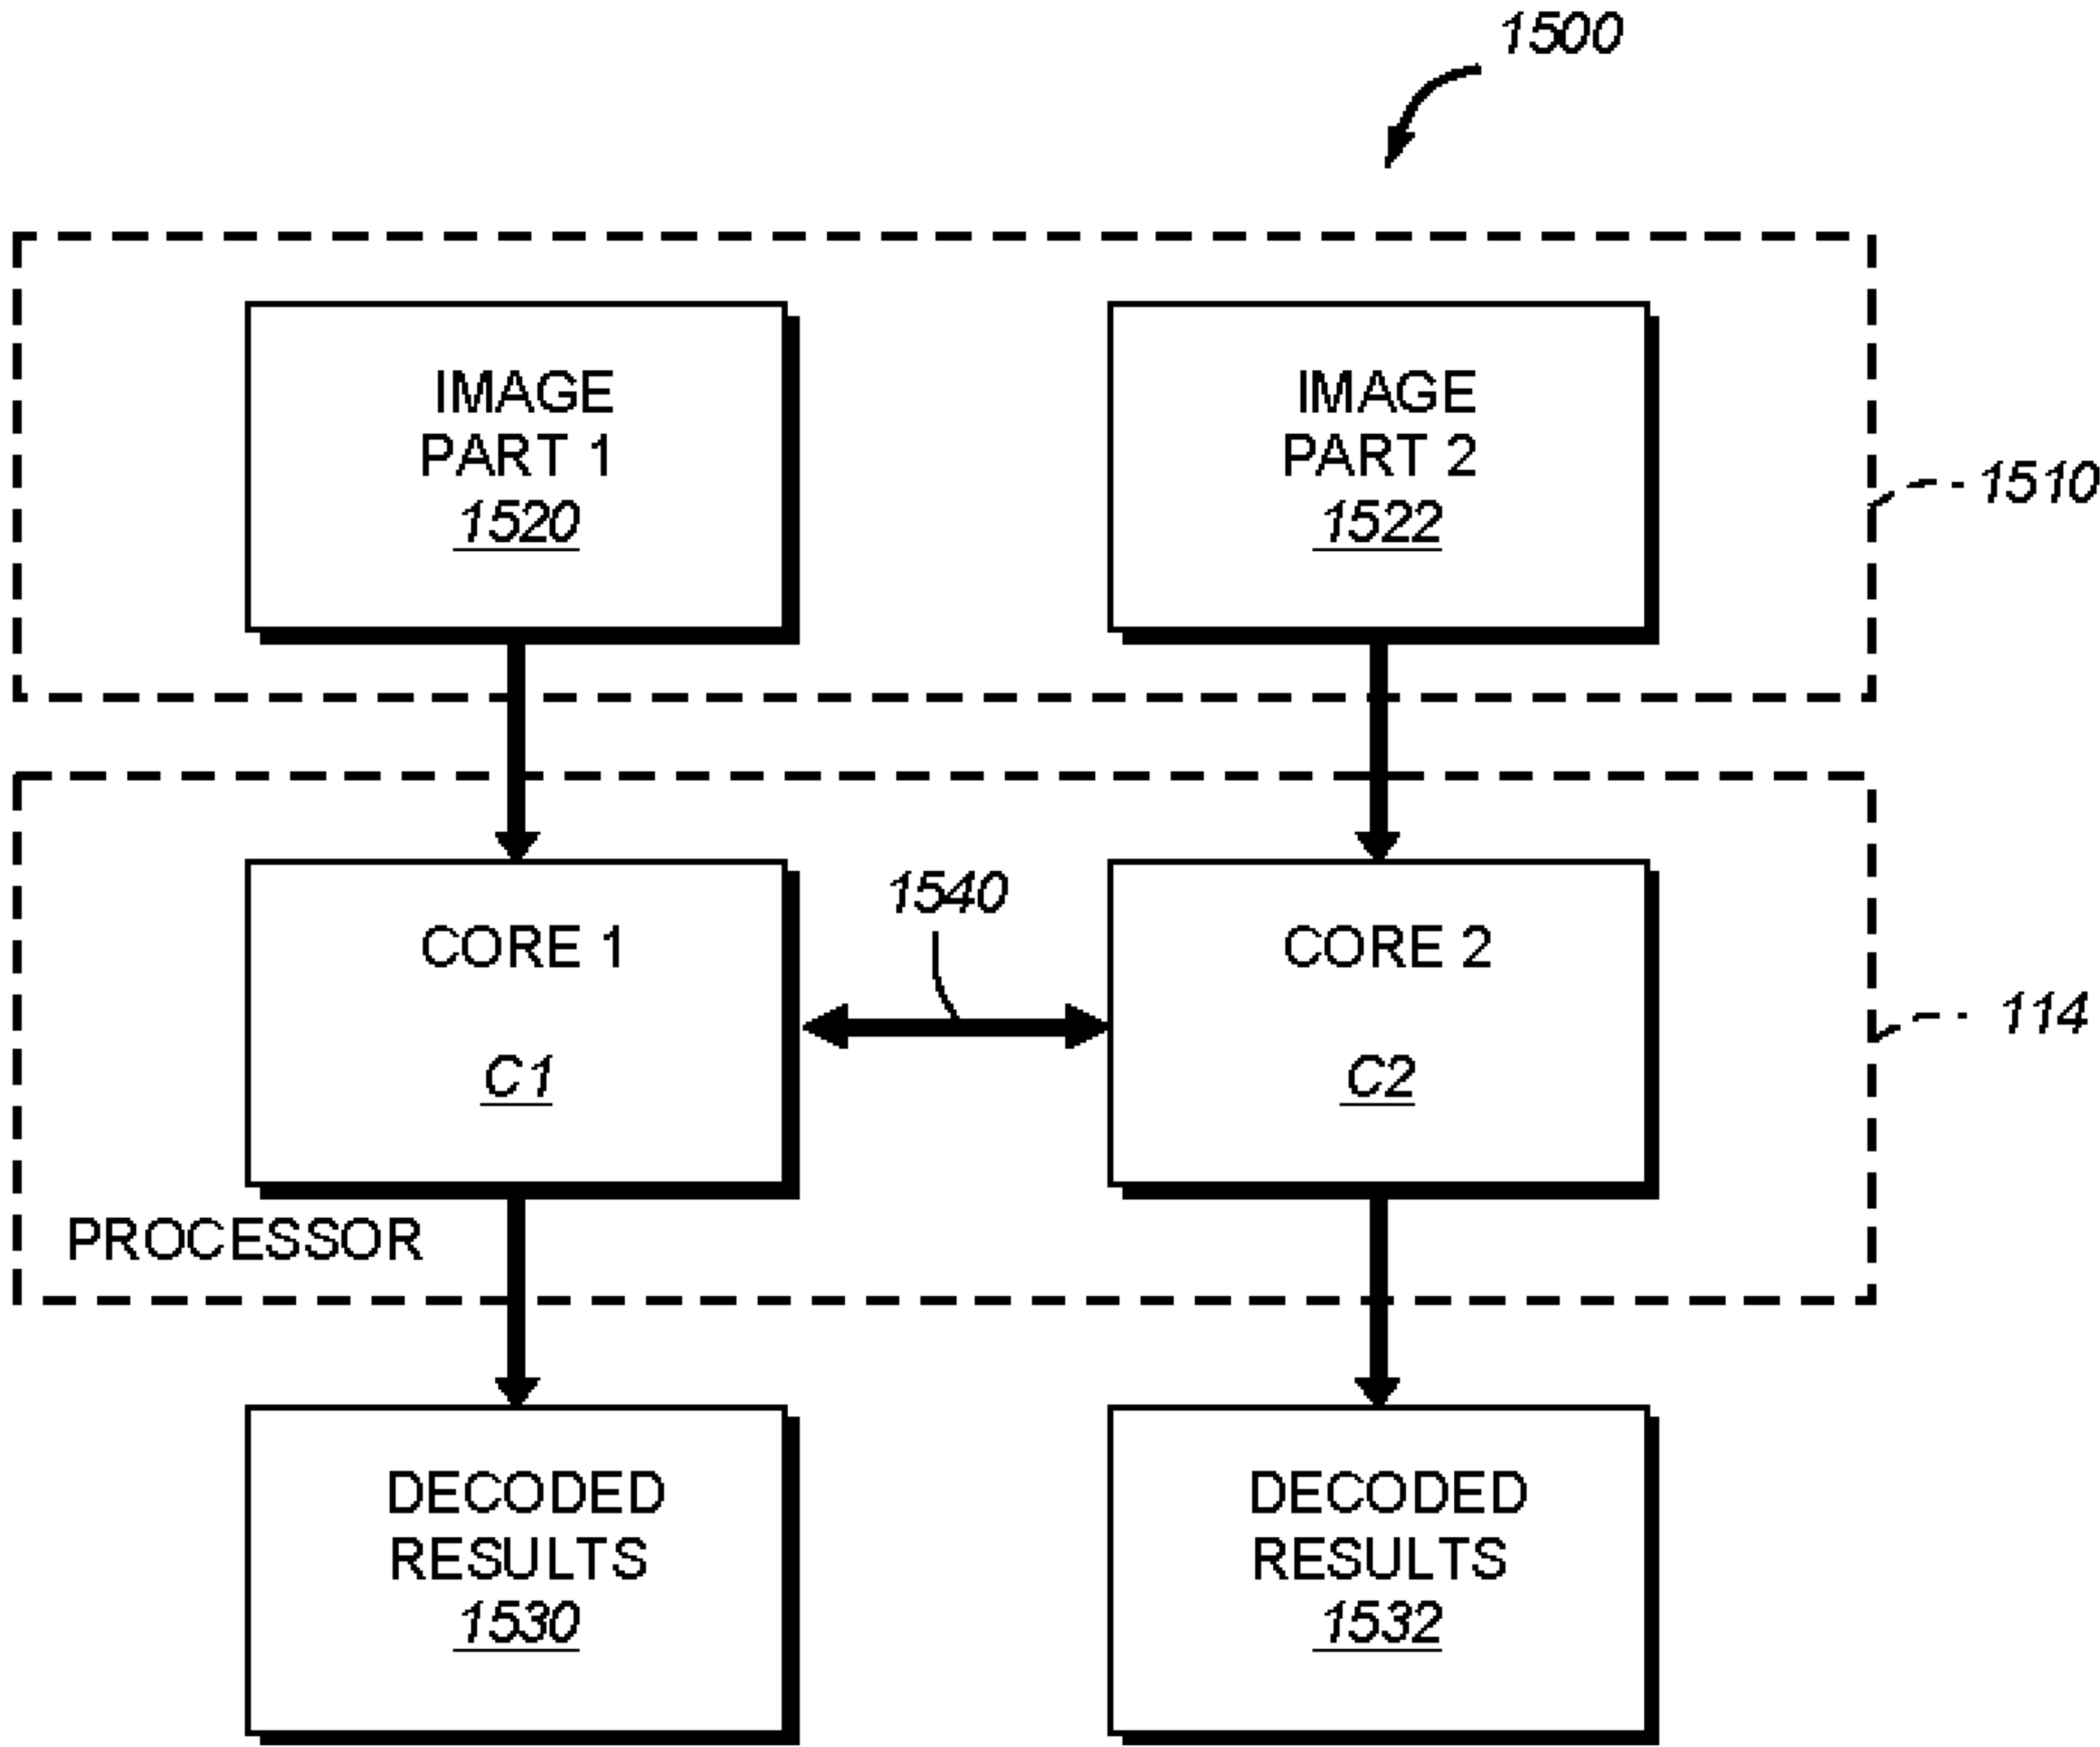 1500
IMAGE
PART 1
1520
IMAGE
PART 2
1522
1510
CORE 1
C1
1540
CORE 2
C2
114
PROCESSOR
DECODED
RESULTS
1530
DECODED
RESULTS
1532